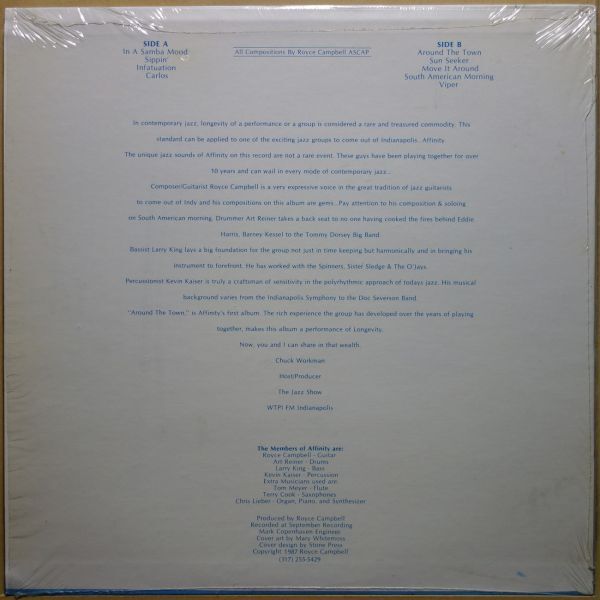 SIDE A
In A Samba Mood
Sippin'
Infatuation
Carlos
All Compositions By Royce Campbell ASCAP
SIDE B
Around The Town
Sun Seeker
Move It Around
South American Morning
Viper
In contemporary jazz, longevity of a performance or a group is considered a rare and treasured commodity. This
standard can be applied to one of the exciting jazz groups to come out of Indianapolis.. Affinity.
The unique jazz sounds of Affinity on this record are not a rare event. These guys have been playing together for over
10 years and can wail in every mode of contemporary jazz...
Composer/Guitarist Royce Campbell is a very expressive voice in the great tradition of jazz guitarists
to come out of Indy and his compositions on this album are gems...Pay attention to his composition & soloing
on South American morning, Drummer Art Reiner takes a back seat to no one having cooked the fires behind Eddie
Harris, Barney Kessel to the Tommy Dorsey Big Band.
Bassist Larry King lays a big foundation for the group not just in time keeping but harmonically and in bringing his
instrument to forefront. He has worked with the Spinners, Sister Sledge & The O'Jays.
Percussionist Kevin Kaiser is truly a craftsman of sensitivity in the polyrhythmic approach of todays jazz. His musical
background varies from the Indianapolis Symphony to the Doc Severson Band.
"Around The Town," is Affinity's first album. The rich experience the group has developed over the years of playing
together, makes this album a performance of Longevity.
Now, you and I can share in that wealth.
Chuck Workman
Host/Producer
The Jazz Show
WTPI FM Indianapolis
The Members of Affinity are:
Royce Campbell - Guitar
Art Reiner - Drums
Larry King - Bass
Kevin Kaiser - Percussion
Extra Musicians used are:
Tom Meyer - Flute
Terry Cook - Saxophones
Chris Lieber - Organ, Piano, and Synthesizer
Produced by Royce Campbell
Recorded at September Recording
Mark Copenhaven Engineer
Cover art by Mary Whitemoss
Cover design by Stone Press
Copyright 1987 Royce Campbell
(317) 255-5429